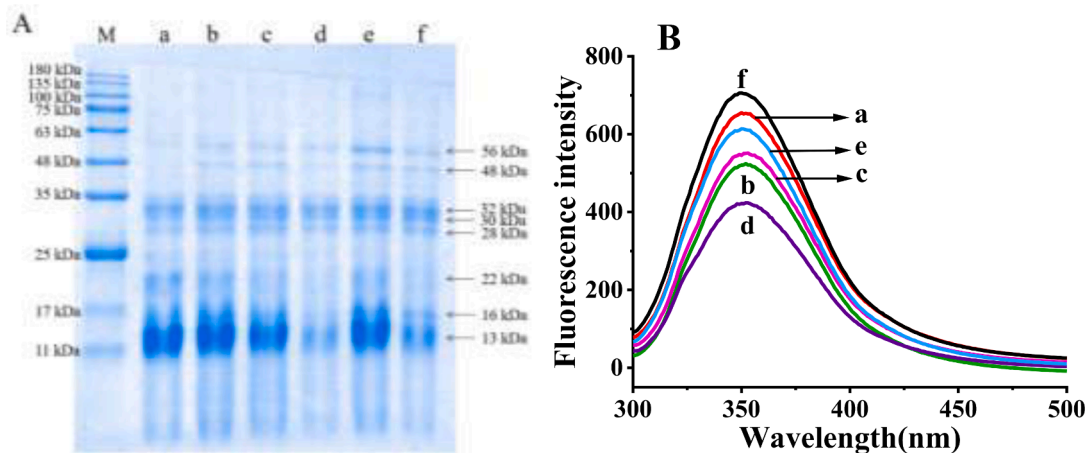 A
M a b c d e f
180 kDa
135 kDa
100 kDa
75 kDa
63 kDa
48 kDa
35 kDa
25 kDa
17 kDa
11 kDa
56 kDa
48 kDa
32 kDa
30 kDa
28 kDa
22 kDa
16 kDa
13 kDa
B
Fluorescence intensity
800
600
400
200
0
f
a
e
c
b
d
300 350 400 450 500
Wavelength(nm)